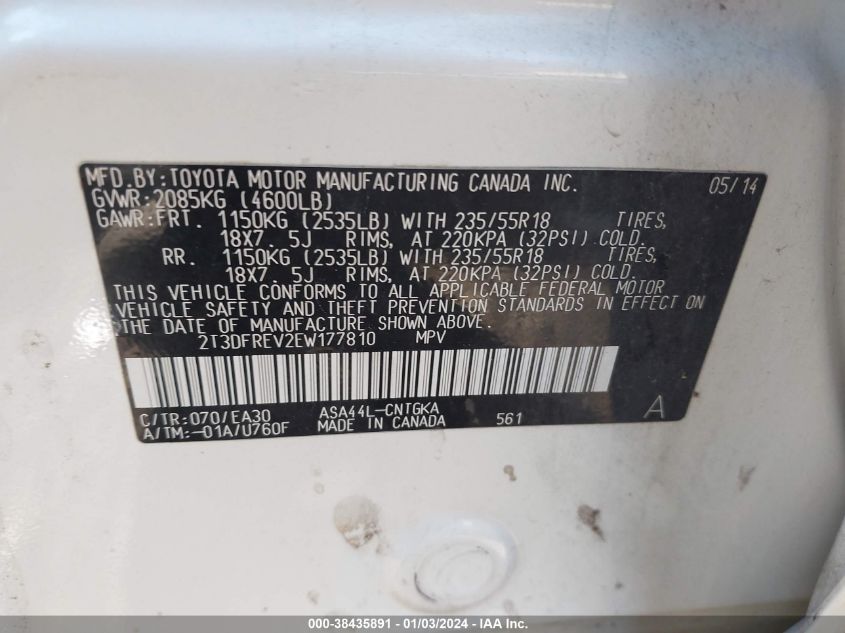 MFD.BY:TOYOTA MOTOR MANUFACTURING CANADA INC. 05/14
GVWR:2085KG (4600LB)
GAWR:FRT. 1150KG (2535LB) WITH 235/55R18 TIRES,
18X7. 5J RIMS, AT 220KPA (32PSI) COLD.
RR. 1150KG (2535LB) WITH 235/55R18 TIRES,
18X7. 5J RIMS, AT 220KPA (32PSI) COLD.
THIS VEHICLE CONFORMS TO ALL APPLICABLE FEDERAL MOTOR
VEHICLE SAFETY AND THEFT PREVENTION STANDARDS IN EFFECT ON
THE DATE OF MANUFACTURE SHOWN ABOVE.
2T3DFREV2EW177810 MPV
C/TR:070/EA30 ASA44L-CNTGKA 561 A
A/TM:-01A/U760F MADE IN CANADA
000-38435891 - 01/03/2024 - IAA Inc.